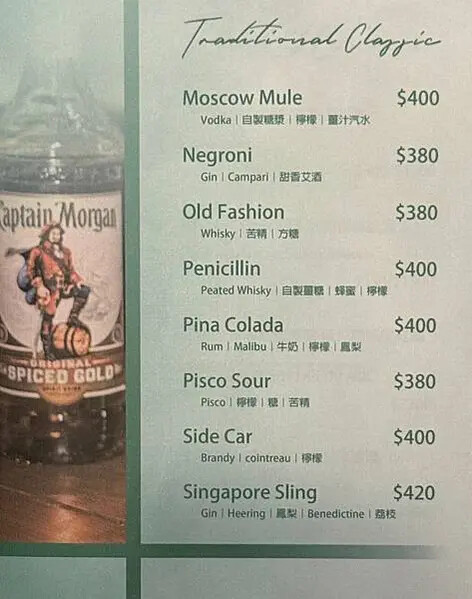 Traditional Classic
Captain Morgan
ORIGINAL
SPICED GOLD
Moscow Mule $400
Vodka | 自製糖漿 | 檸檬 | 薑汁汽水
Negroni $380
Gin | Campari | 甜香艾酒
Old Fashion $380
Whisky | 苦精 | 方糖
Penicillin $400
Peated Whisky | 自製薑糖 | 蜂蜜 | 檸檬
Pina Colada $400
Rum | Malibu | 牛奶 | 檸檬 | 鳳梨
Pisco Sour $380
Pisco | 檸檬 | 糖 | 苦精
Side Car $400
Brandy | cointreau | 檸檬
Singapore Sling $420
Gin | Heering | 鳳梨 | Benedictine | 荔枝